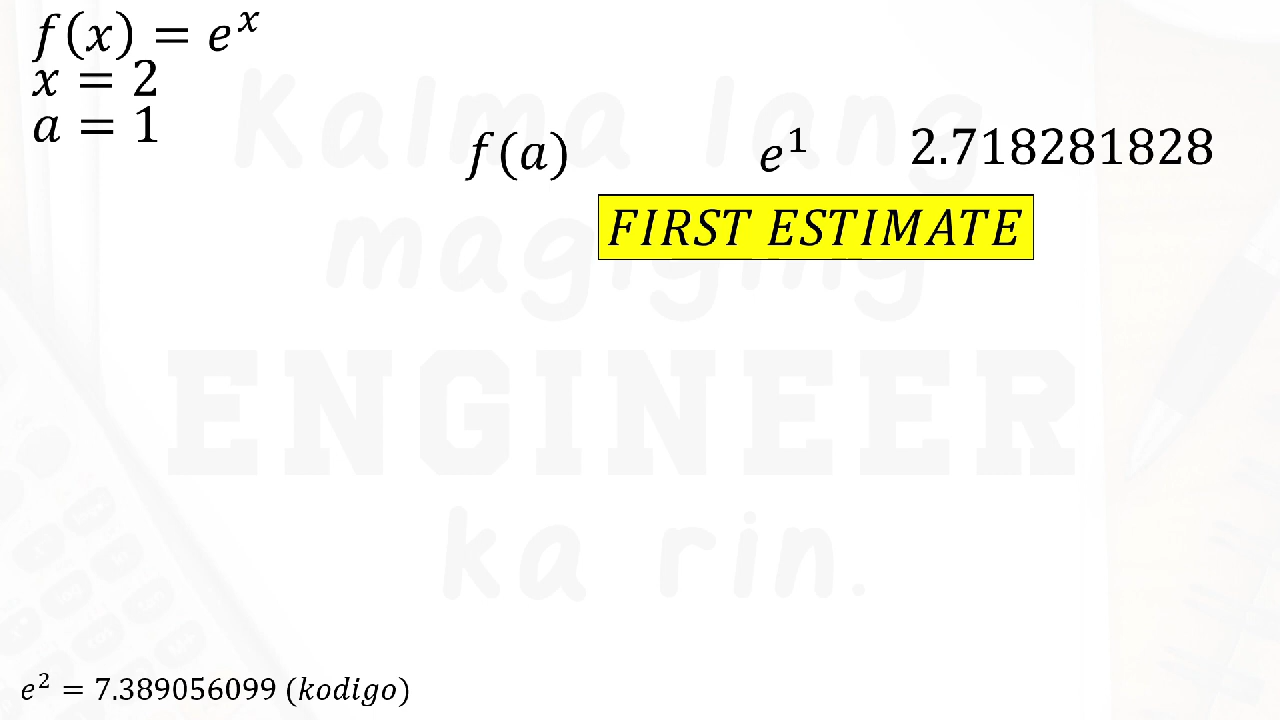 f(x) = e^x
x = 2
a = 1
f(a) e^1 2.718281828
FIRST ESTIMATE
Kalma lang
magiging
ENGINEER
ka rin.
e^2 = 7.389056099 (kodigo)